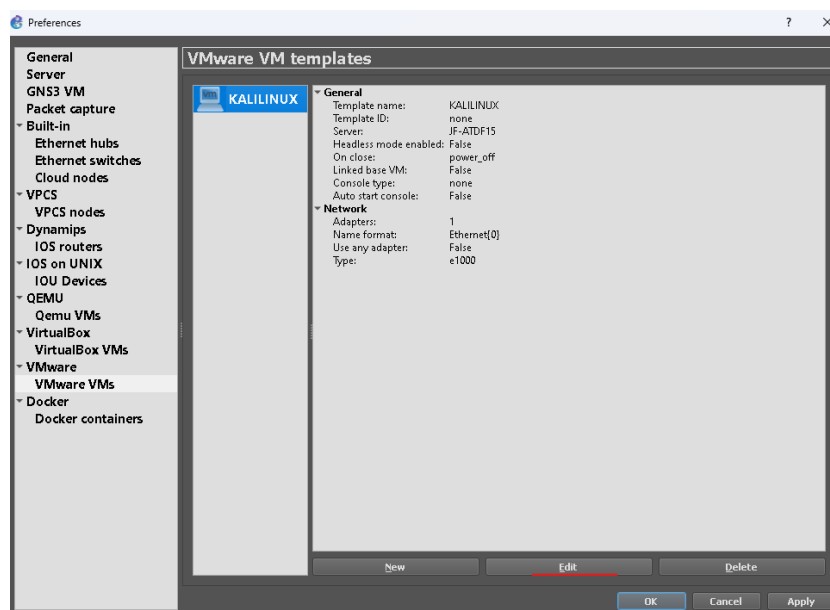 Preferences
?
General
Server
GNS3 VM
Packet capture
Built-in
Ethernet hubs
Ethernet switches
Cloud nodes
VPCS
VPCS nodes
Dynamips
IOS routers
IOS on UNIX
IOU Devices
QEMU
Qemu VMs
VirtualBox
VirtualBox VMs
VMware
VMware VMs
Docker
Docker containers
VMware VM templates
vm KALILINUX
General
Template name: KALILINUX
Template ID: none
Server: JF-ATDF15
Headless mode enabled: False
On close: power_off
Linked base VM: False
Console type: none
Auto start console: False
Network
Adapters: 1
Name format: Ethernet{0}
Use any adapter: False
Type: e1000
New Edit Delete
OK Cancel Apply